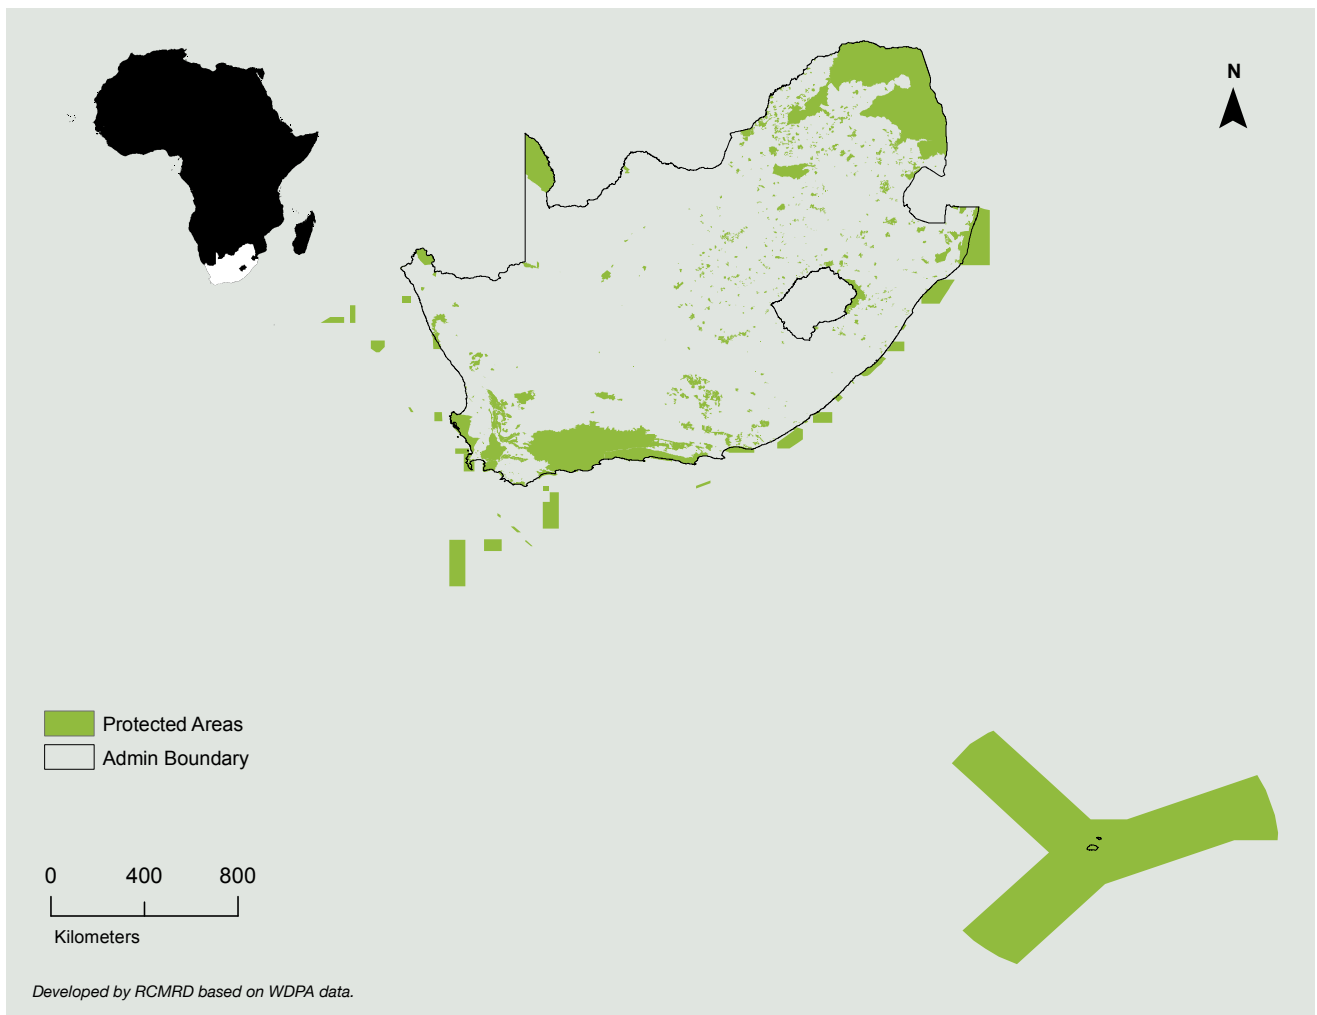 N
Protected Areas
Admin Boundary
0 400 800
Kilometers
Developed by RCMRD based on WDPA data.